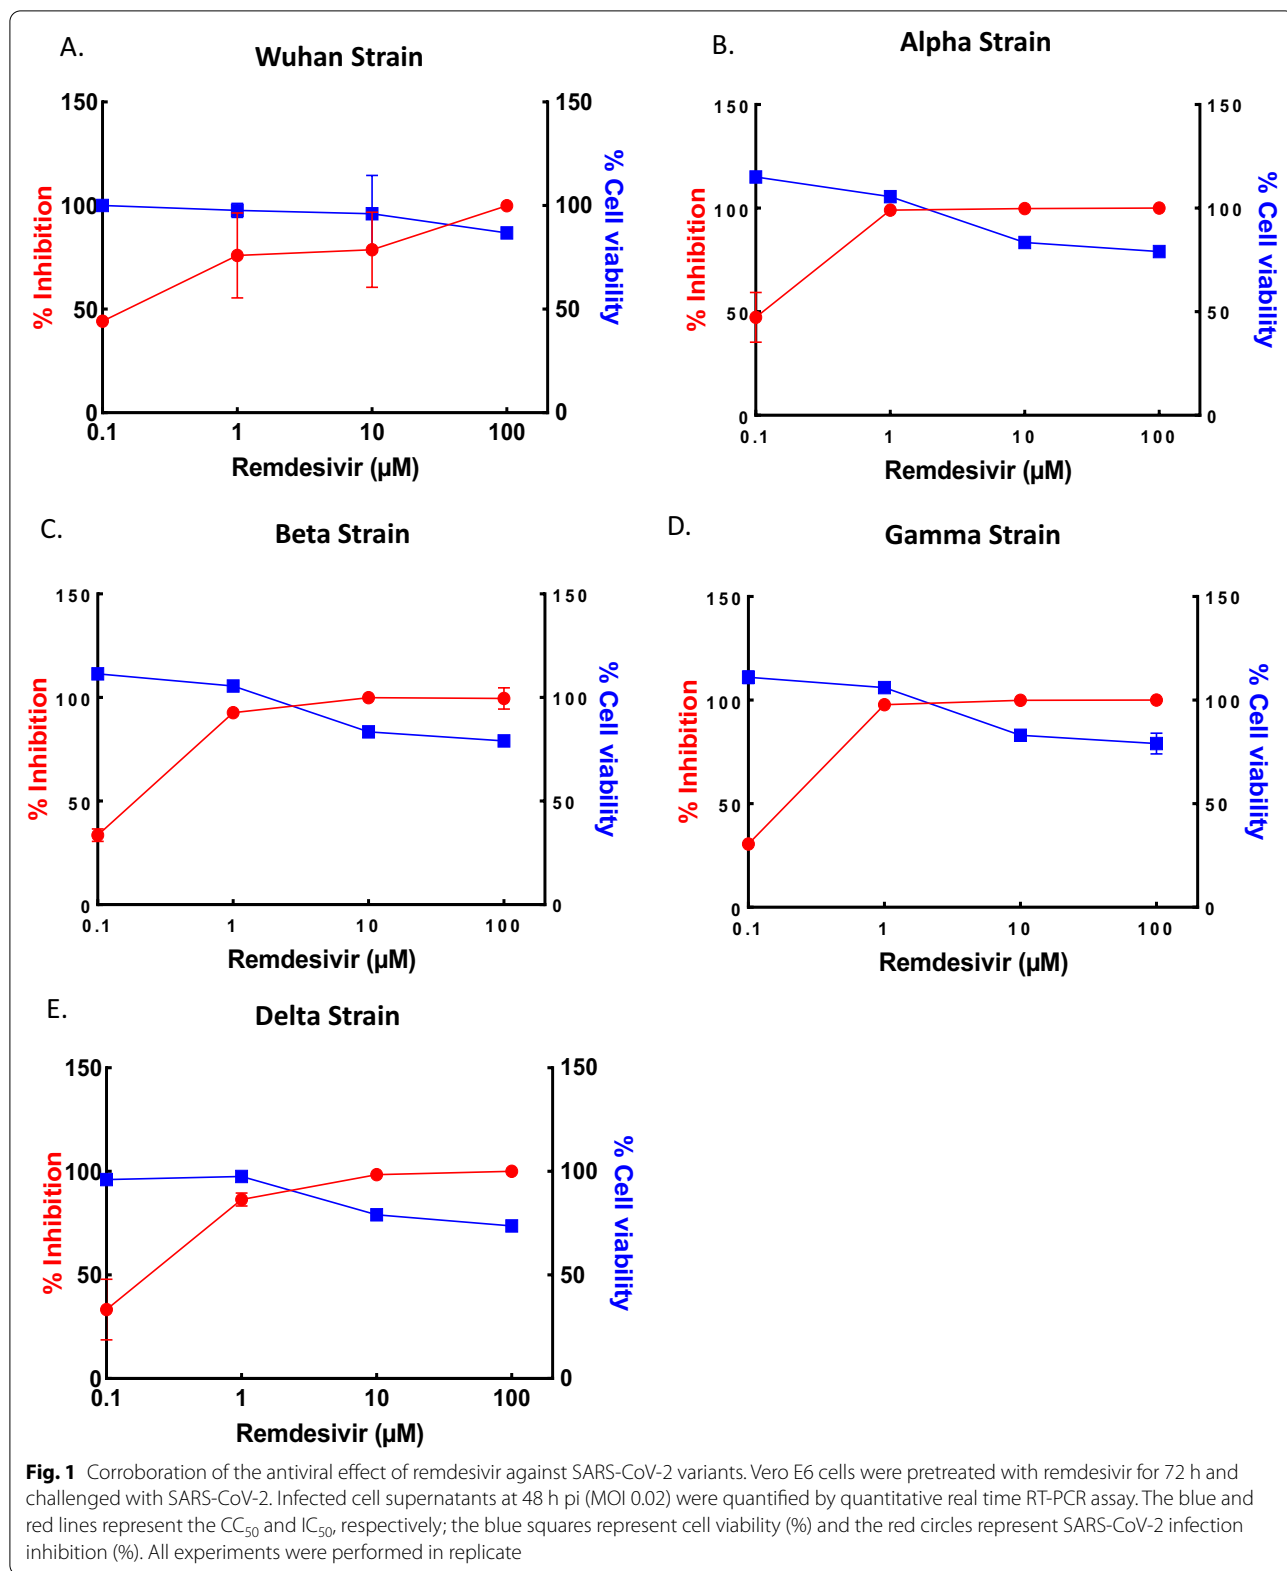 A.
Wuhan Strain
150
100
50
0
150
100
50
0
% Inhibition
% Cell viability
0.1
1
10
100
Remdesivir (µM)
B.
Alpha Strain
150
100
50
0
150
100
50
0
% Inhibition
% Cell viability
0.1
1
10
100
Remdesivir (µM)
C.
Beta Strain
150
100
50
0
150
100
50
0
% Inhibition
% Cell viability
0.1
1
10
100
Remdesivir (µM)
D.
Gamma Strain
150
100
50
0
150
100
50
0
% Inhibition
% Cell viability
0.1
1
10
100
Remdesivir (µM)
E.
Delta Strain
150
100
50
0
150
100
50
0
% Inhibition
% Cell viability
0.1
1
10
100
Remdesivir (µM)
Fig. 1 Corroboration of the antiviral effect of remdesivir against SARS-CoV-2 variants. Vero E6 cells were pretreated with remdesivir for 72 h and
challenged with SARS-CoV-2. Infected cell supernatants at 48 h pi (MOI 0.02) were quantified by quantitative real time RT-PCR assay. The blue and
red lines represent the CC50 and IC50, respectively; the blue squares represent cell viability (%) and the red circles represent SARS-CoV-2 infection
inhibition (%). All experiments were performed in replicate